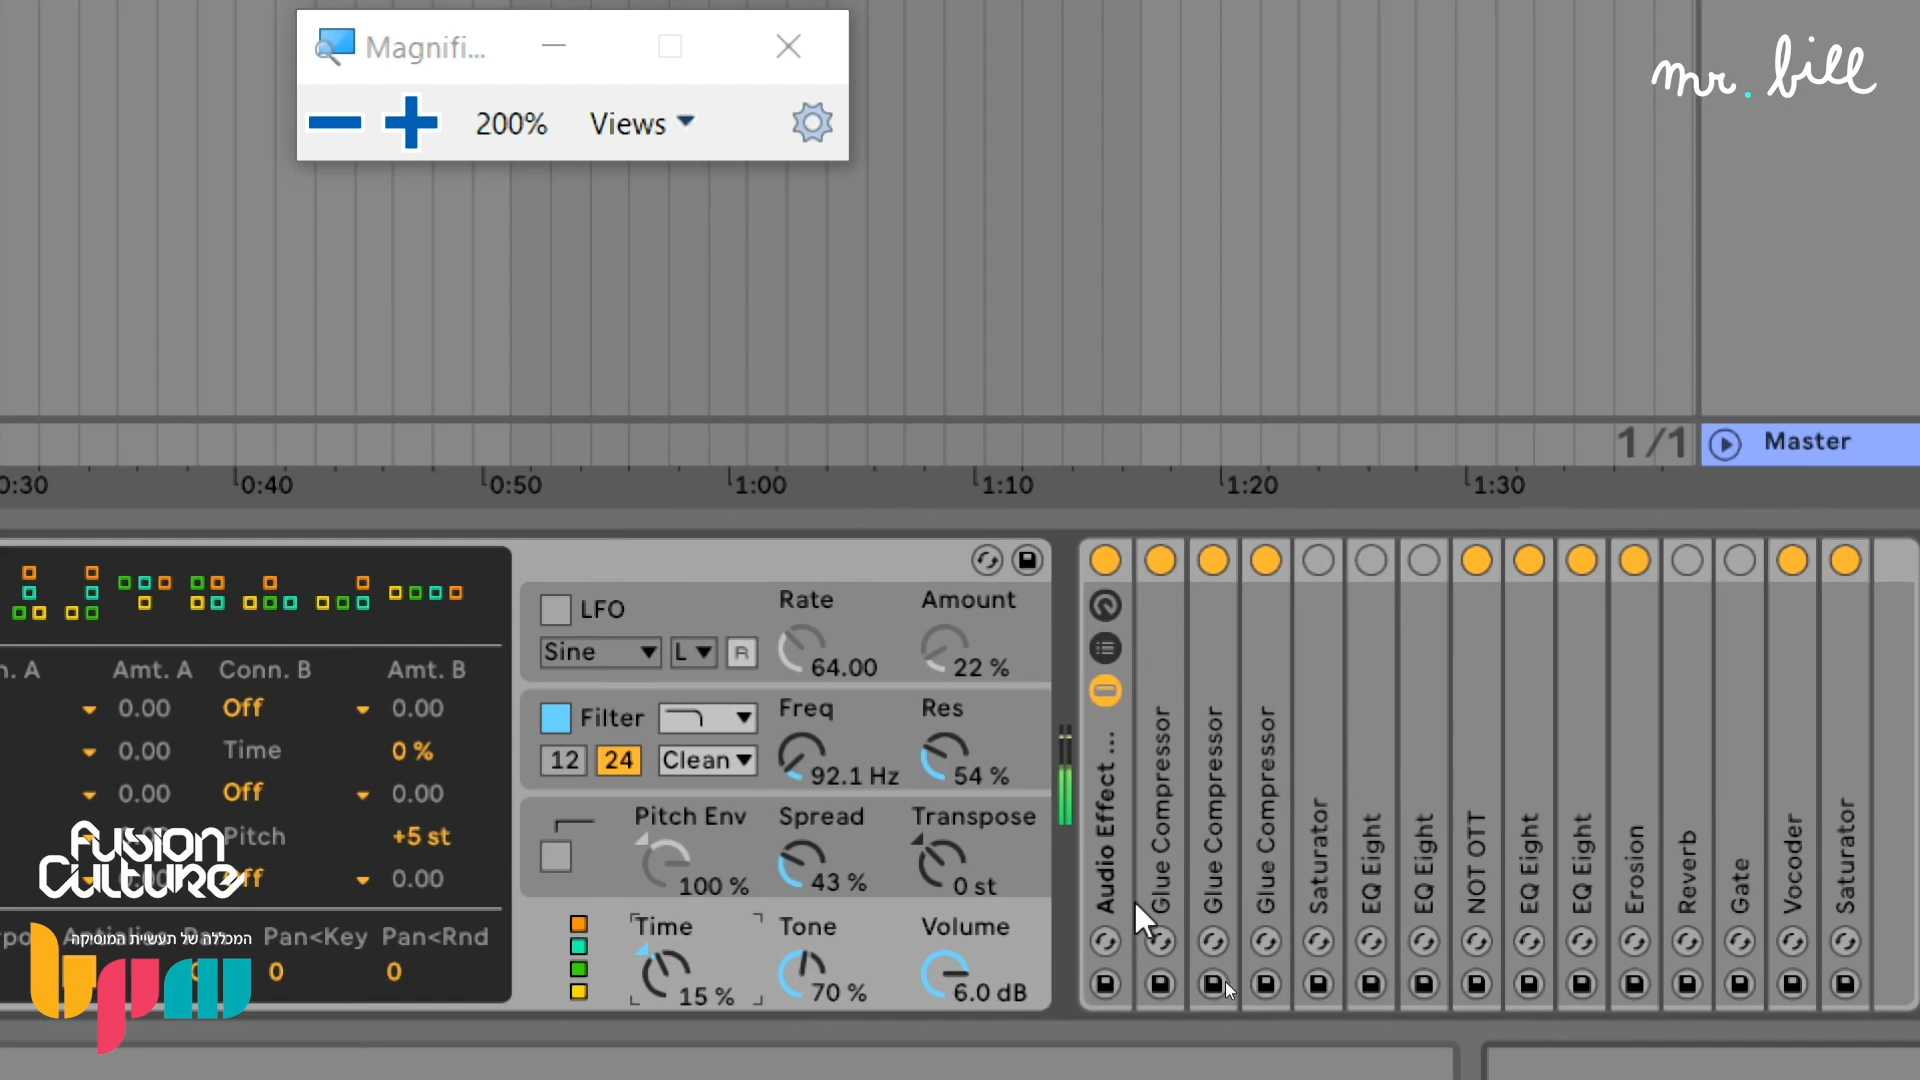 Magnifi...
200% Views
mr. bill
1/1 Master
0:30 0:40 0:50 1:00 1:10 1:20 1:30
n. A Amt. A Conn. B Amt. B
0.00 Off 0.00
0.00 Time 0 %
0.00 Off 0.00
Pitch +5 st
0.00
Pan<Key Pan<Rnd
0 0
LFO Rate Amount
Sine L R 64.00 22 %
Filter Freq Res
12 24 Clean 92.1 Hz 54 %
Pitch Env Spread Transpose
100 % 43 % 0 st
Time Tone Volume
15 % 70 % 6.0 dB
Audio Effect ...
Glue Compressor
Glue Compressor
Glue Compressor
Saturator
EQ Eight
EQ Eight
NOT OTT
EQ Eight
EQ Eight
Erosion
Reverb
Gate
Vocoder
Saturator
Fusion
Culture
המכללה של תעשיית המוסיקה